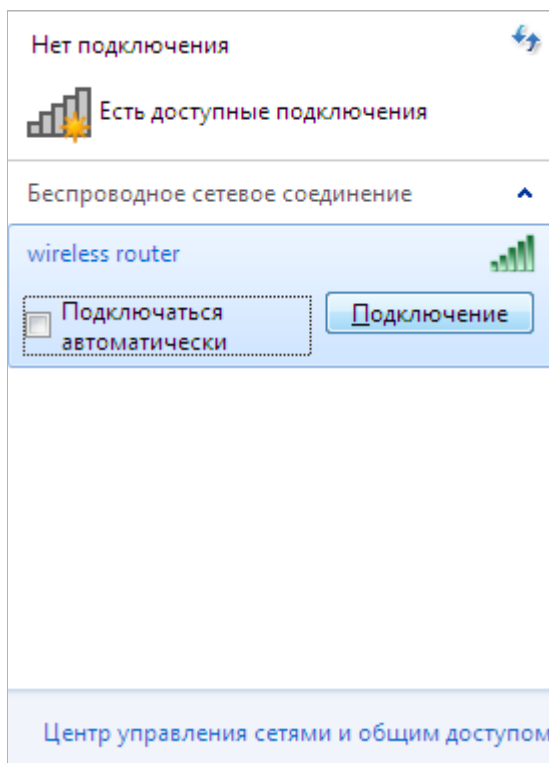 Нет подключения
Есть доступные подключения
Беспроводное сетевое соединение
wireless router
Подключаться
автоматически
Подключение
Центр управления сетями и общим доступом